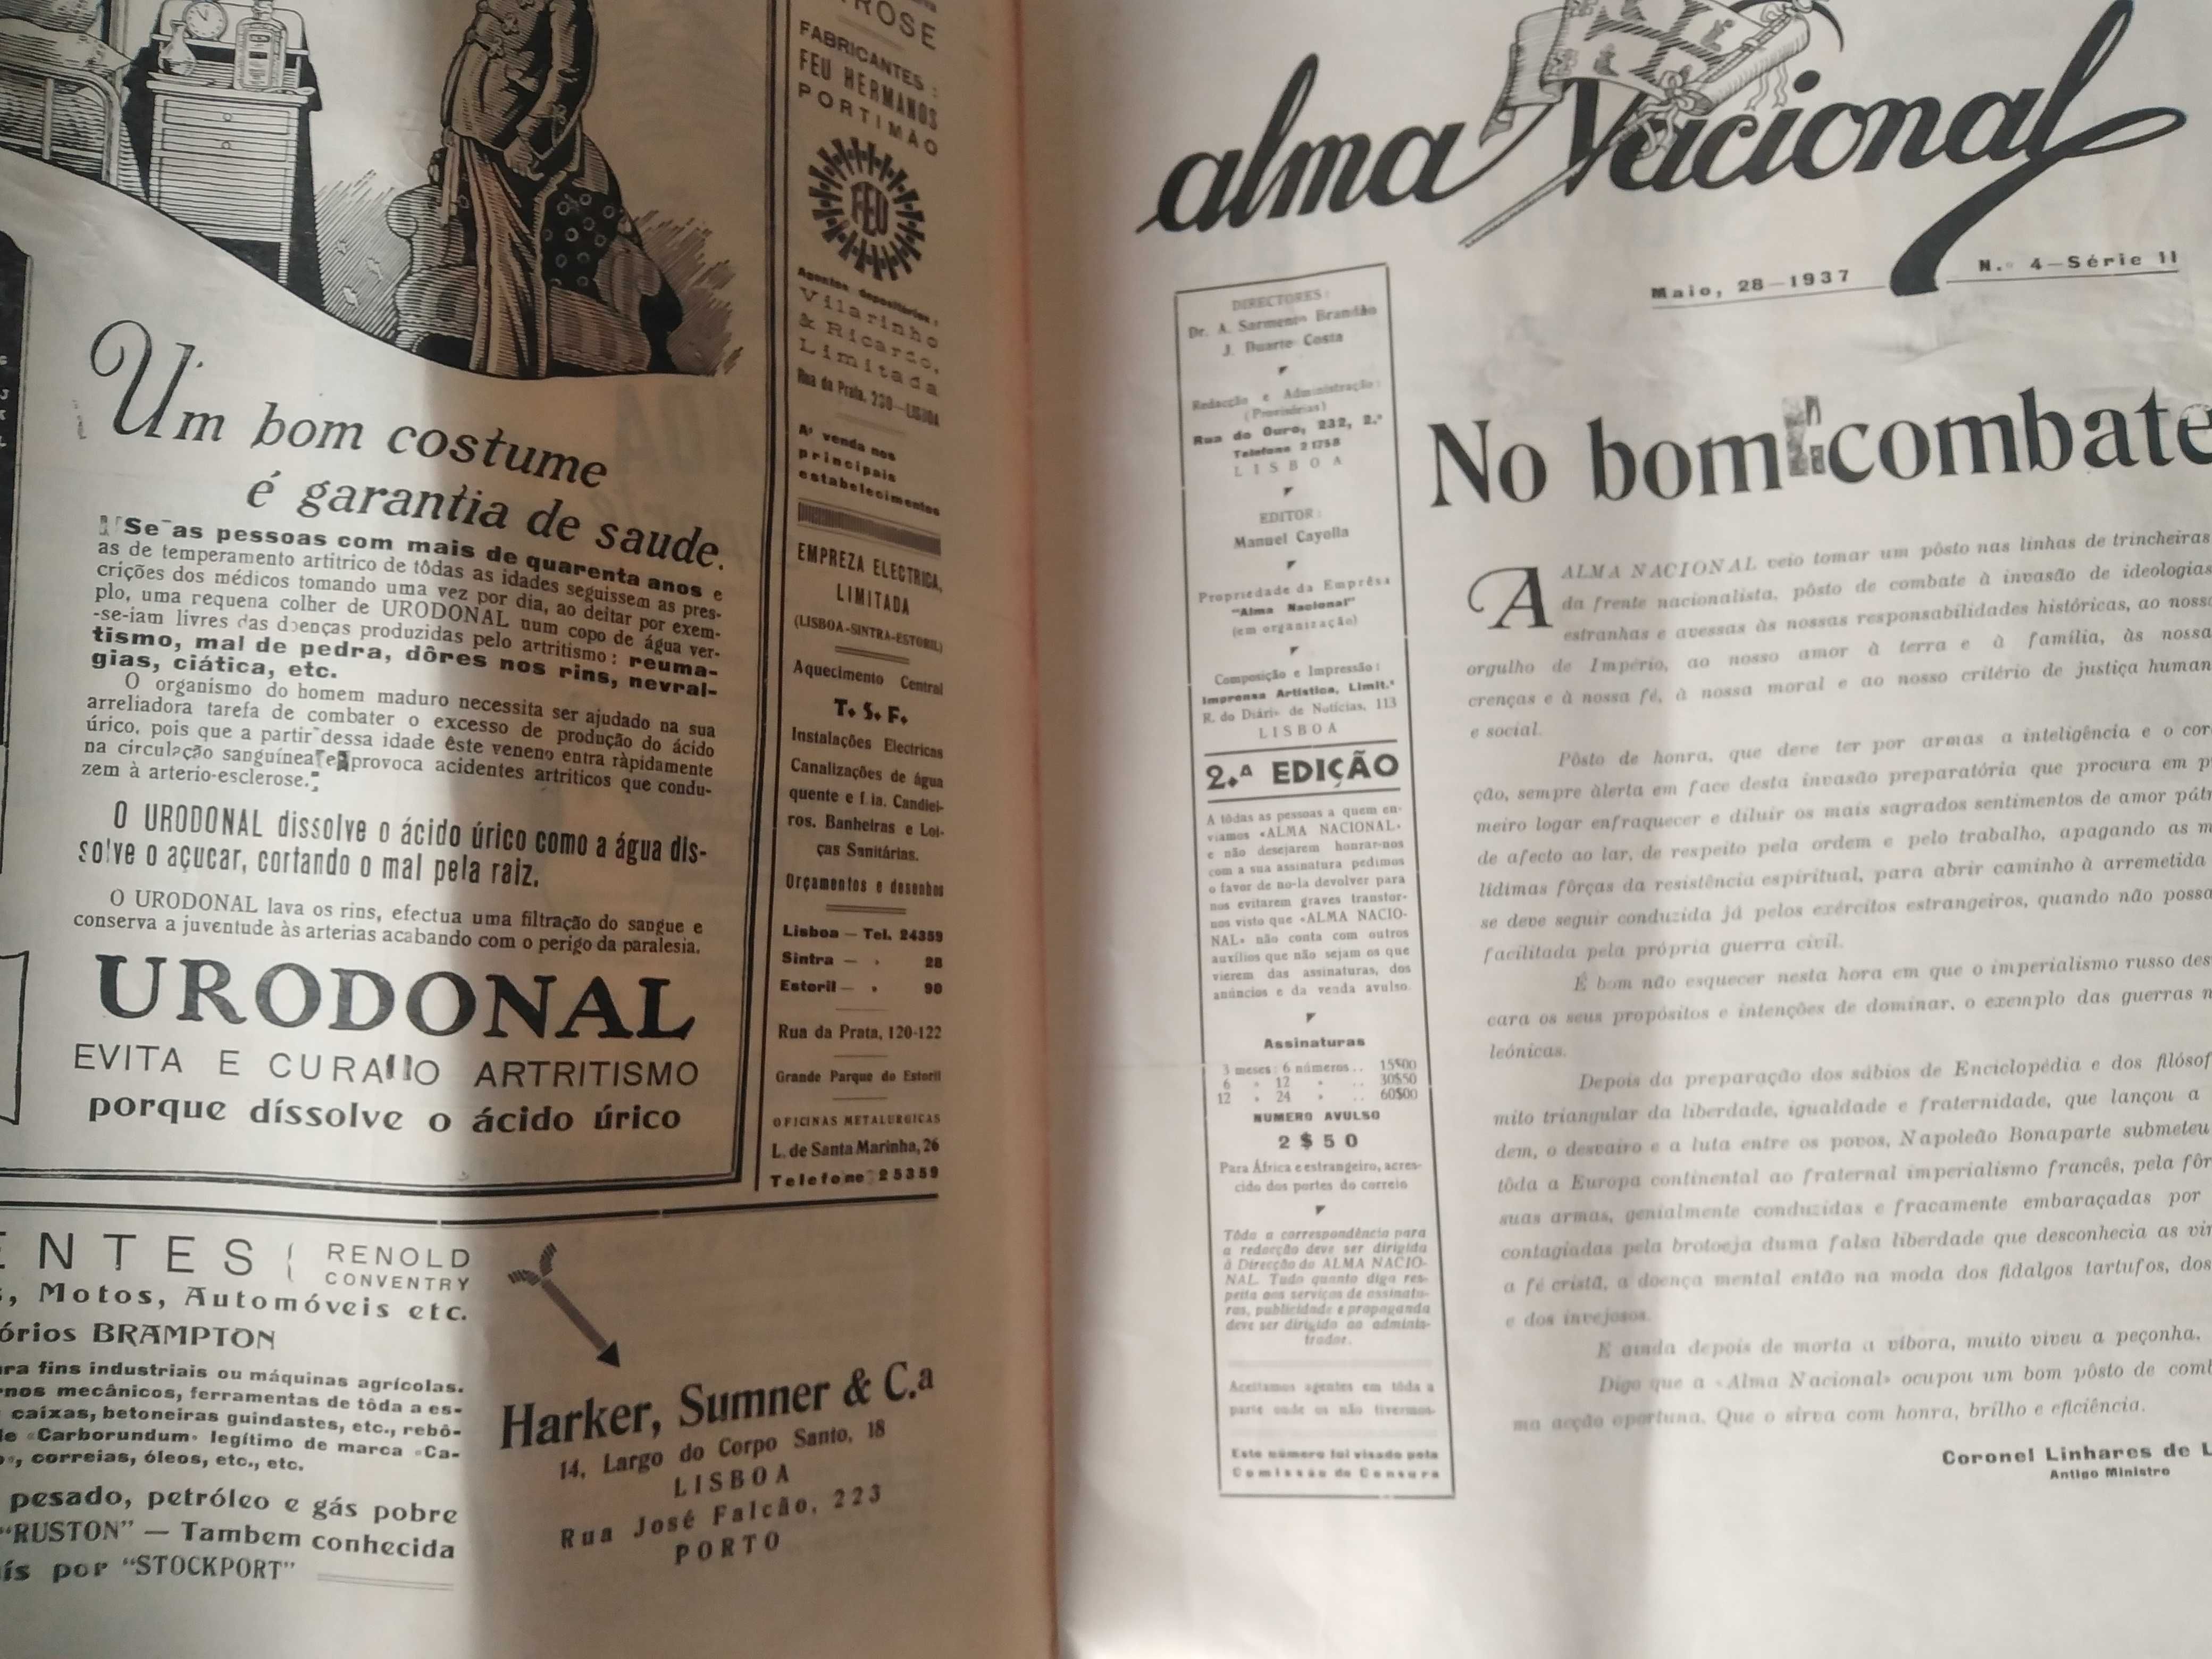 Um bom costume
é garantia de saude.
Se as pessoas com mais de quarenta anos e
as de temperamento artitrico de tôdas as idades seguissem as pres-
crições dos médicos tomando uma vez por dia, ao deitar por exem-
plo, uma requena colher de URODONAL num copo de água ver-
-se-iam livres das doenças produzidas pelo artritismo: reuma-
tismo, mal de pedra, dôres nos rins, nevral-
gias, ciática, etc.
O organismo do homem maduro necessita ser ajudado na sua
arreliadora tarefa de combater o excesso de produção do ácido
úrico, pois que a partir dessa idade êste veneno entra ràpidamente
na circulação sanguínea e provoca acidentes artriticos que condu-
zem à arterio-esclerose.
O URODONAL dissolve o ácido úrico como a água dis-
solve o açucar, cortando o mal pela raiz.
O URODONAL lava os rins, efectua uma filtração do sangue e
conserva a juventude às arterias acabando com o perigo da paralesia.
URODONAL
EVITA E CURA O ARTRITISMO
porque díssolve o ácido úrico
ROSE
FABRICANTES:
FEU HERMANOS
PORTIMAO
FEU
Agentes depositários:
Vilarinho
& Ricardo,
Limitada
Rua da Prata, 230—LISBOA
A' venda nos
principais
estabelecimentos
EMPREZA ELECTRICA,
LIMITADA
(LISBOA-SINTRA-ESTORIL)
Aquecimento Central
T. S. F.
Instalações Electricas
Canalizações de água
quente e fria. Candiei-
ros. Banheiras e Loi-
ças Sanitárias.
Orçamentos e desenhos
Lisboa — Tel. 24359
Sintra — » 28
Estoril — » 90
Rua da Prata, 120-122
Grande Parque do Estoril
OFICINAS METALURGICAS
L. de Santa Marinha, 26
Telefone 25359
ENTES
RENOLD
CONVENTRY
, Motos, Automóveis etc.
órios BRAMPTON
ra fins industriais ou máquinas agrícolas.
rnos mecânicos, ferramentas de tôda a es-
caixas, betoneiras guindastes, etc., rebô-
le «Carborundum» legítimo de marca «Ca-
, correias, óleos, etc., etc.
pesado, petróleo e gás pobre
"RUSTON" — Tambem conhecida
ís por "STOCKPORT"
Harker, Sumner & C.a
14, Largo do Corpo Santo, 18
LISBOA
Rua José Falcão, 223
PORTO
alma Nacional
Maio, 28—1937
N.º 4—Série II
DIRECTORES:
Dr. A. Sarmento Brandão
J. Duarte Costa
Redacção e Administração:
(Provisórias)
Rua do Ouro, 232, 2.º
Telefone 2 1758
LISBOA
EDITOR:
Manuel Cayolla
Propriedade da Emprêsa
"Alma Nacional"
(em organização)
Composição e Impressão:
Imprensa Artistica, Limit.ª
R. do Diário de Notícias, 113
LISBOA
2.ª EDIÇÃO
A tôdas as pessoas a quem en-
viamos «ALMA NACIONAL»
e não desejarem honrar-nos
com a sua assinatura pedimos
o favor de no-la devolver para
nos evitarem graves transtor-
nos visto que «ALMA NACIO-
NAL» não conta com outros
auxílios que não sejam os que
vierem das assinaturas, dos
anúncios e da venda avulso.
Assinaturas
3 meses: 6 números.. 15$00
6 » 12 » .. 30$50
12 » 24 » .. 60$00
NUMERO AVULSO
2$50
Para África e estrangeiro, acres-
cido dos portes do correio
Tôda a correspondência para
a redacção deve ser dirigida
à Direcção do ALMA NACIO-
NAL. Tudo quanto diga res-
peito aos serviços de assinatu-
ras, publicidade e propaganda
deve ser dirigido ao adminis-
trador.
Aceitamos agentes em tôda a
parte onde os não tivermos.
Este número foi visado pela
Comissão de Censura
No bom combate
A ALMA NACIONAL veio tomar um pôsto nas linhas de trincheiras
da frente nacionalista, pôsto de combate à invasão de ideologias
estranhas e avessas às nossas responsabilidades históricas, ao nosso
orgulho de Império, ao nosso amor à terra e à família, às nossa
crenças e à nossa fé, à nossa moral e ao nosso critério de justiça human
e social.
Pôsto de honra, que deve ter por armas a inteligência e o cor
ção, sempre àlerta em face desta invasão preparatória que procura em p
meiro logar enfraquecer e diluir os mais sagrados sentimentos de amor pátr
de afecto ao lar, de respeito pela ordem e pelo trabalho, apagando as m
lídimas fôrças da resistência espiritual, para abrir caminho à arremetida
se deve seguir conduzida já pelos exércitos estrangeiros, quando não possa
facilitada pela própria guerra civil.
É bom não esquecer nesta hora em que o imperialismo russo des
cara os seus propósitos e intenções de dominar, o exemplo das guerras n
leónicas.
Depois da preparação dos sábios de Enciclopédia e dos filósof
mito triangular da liberdade, igualdade e fraternidade, que lançou a
dem, o desvairo e a luta entre os povos, Napoleão Bonaparte submeteu
tôda a Europa continental ao fraternal imperialismo francês, pela fôr
suas armas, genialmente conduzidas e fracamente embaraçadas por
contagiadas pela brotoeja duma falsa liberdade que desconhecia as vir
a fé cristã, a doença mental então na moda dos fidalgos tartufos, dos
e dos invejosos.
E ainda depois de morta a víbora, muito viveu a peçonha.
Digo que a «Alma Nacional» ocupou um bom pôsto de comb
ma acção oportuna. Que o sirva com honra, brilho e eficiência.
Coronel Linhares de L
Antigo Ministro